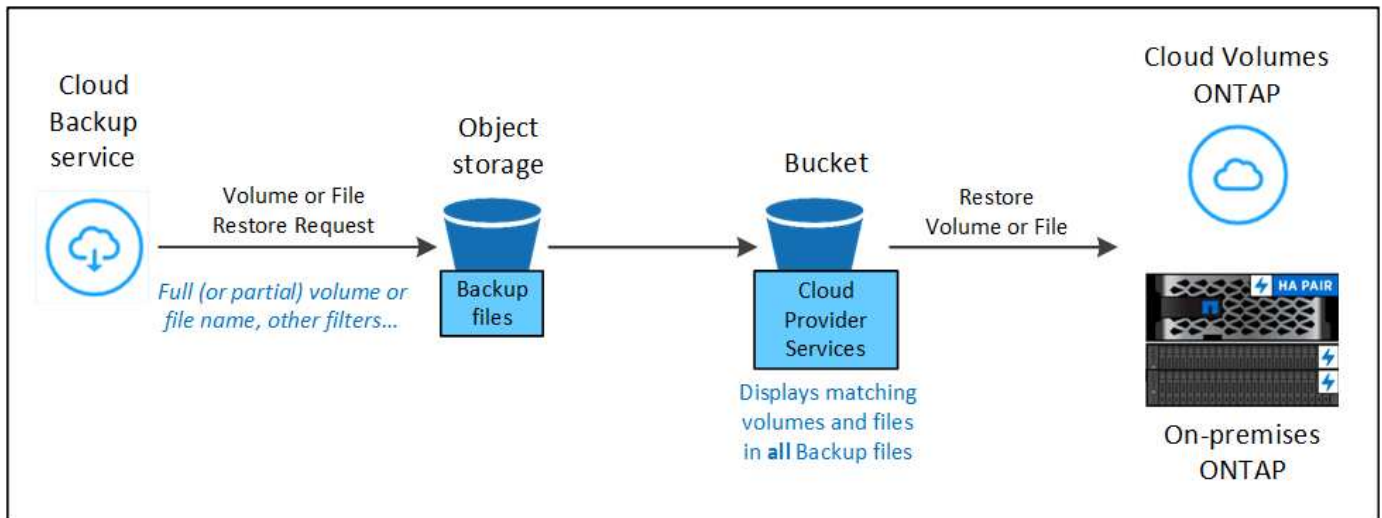 Cloud
Backup
service
Volume or File
Restore Request
Full (or partial) volume or
file name, other filters...
Object
storage
Backup
files
Bucket
Cloud
Provider
Services
Displays matching
volumes and files
in all Backup files
Restore
Volume or File
Cloud Volumes
ONTAP
HA PAIR
On-premises
ONTAP